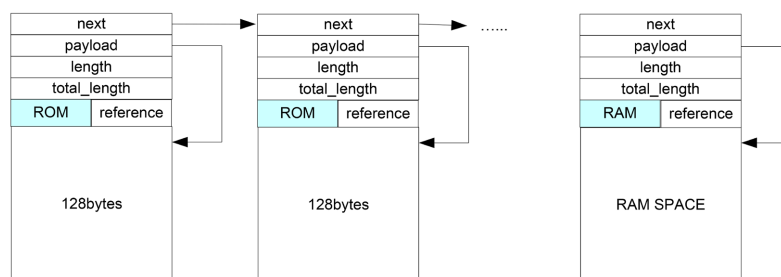 next
payload
length
total_length
ROM reference
128bytes
next
payload
length
total_length
ROM reference
128bytes
......
next
payload
length
total_length
RAM reference
RAM SPACE